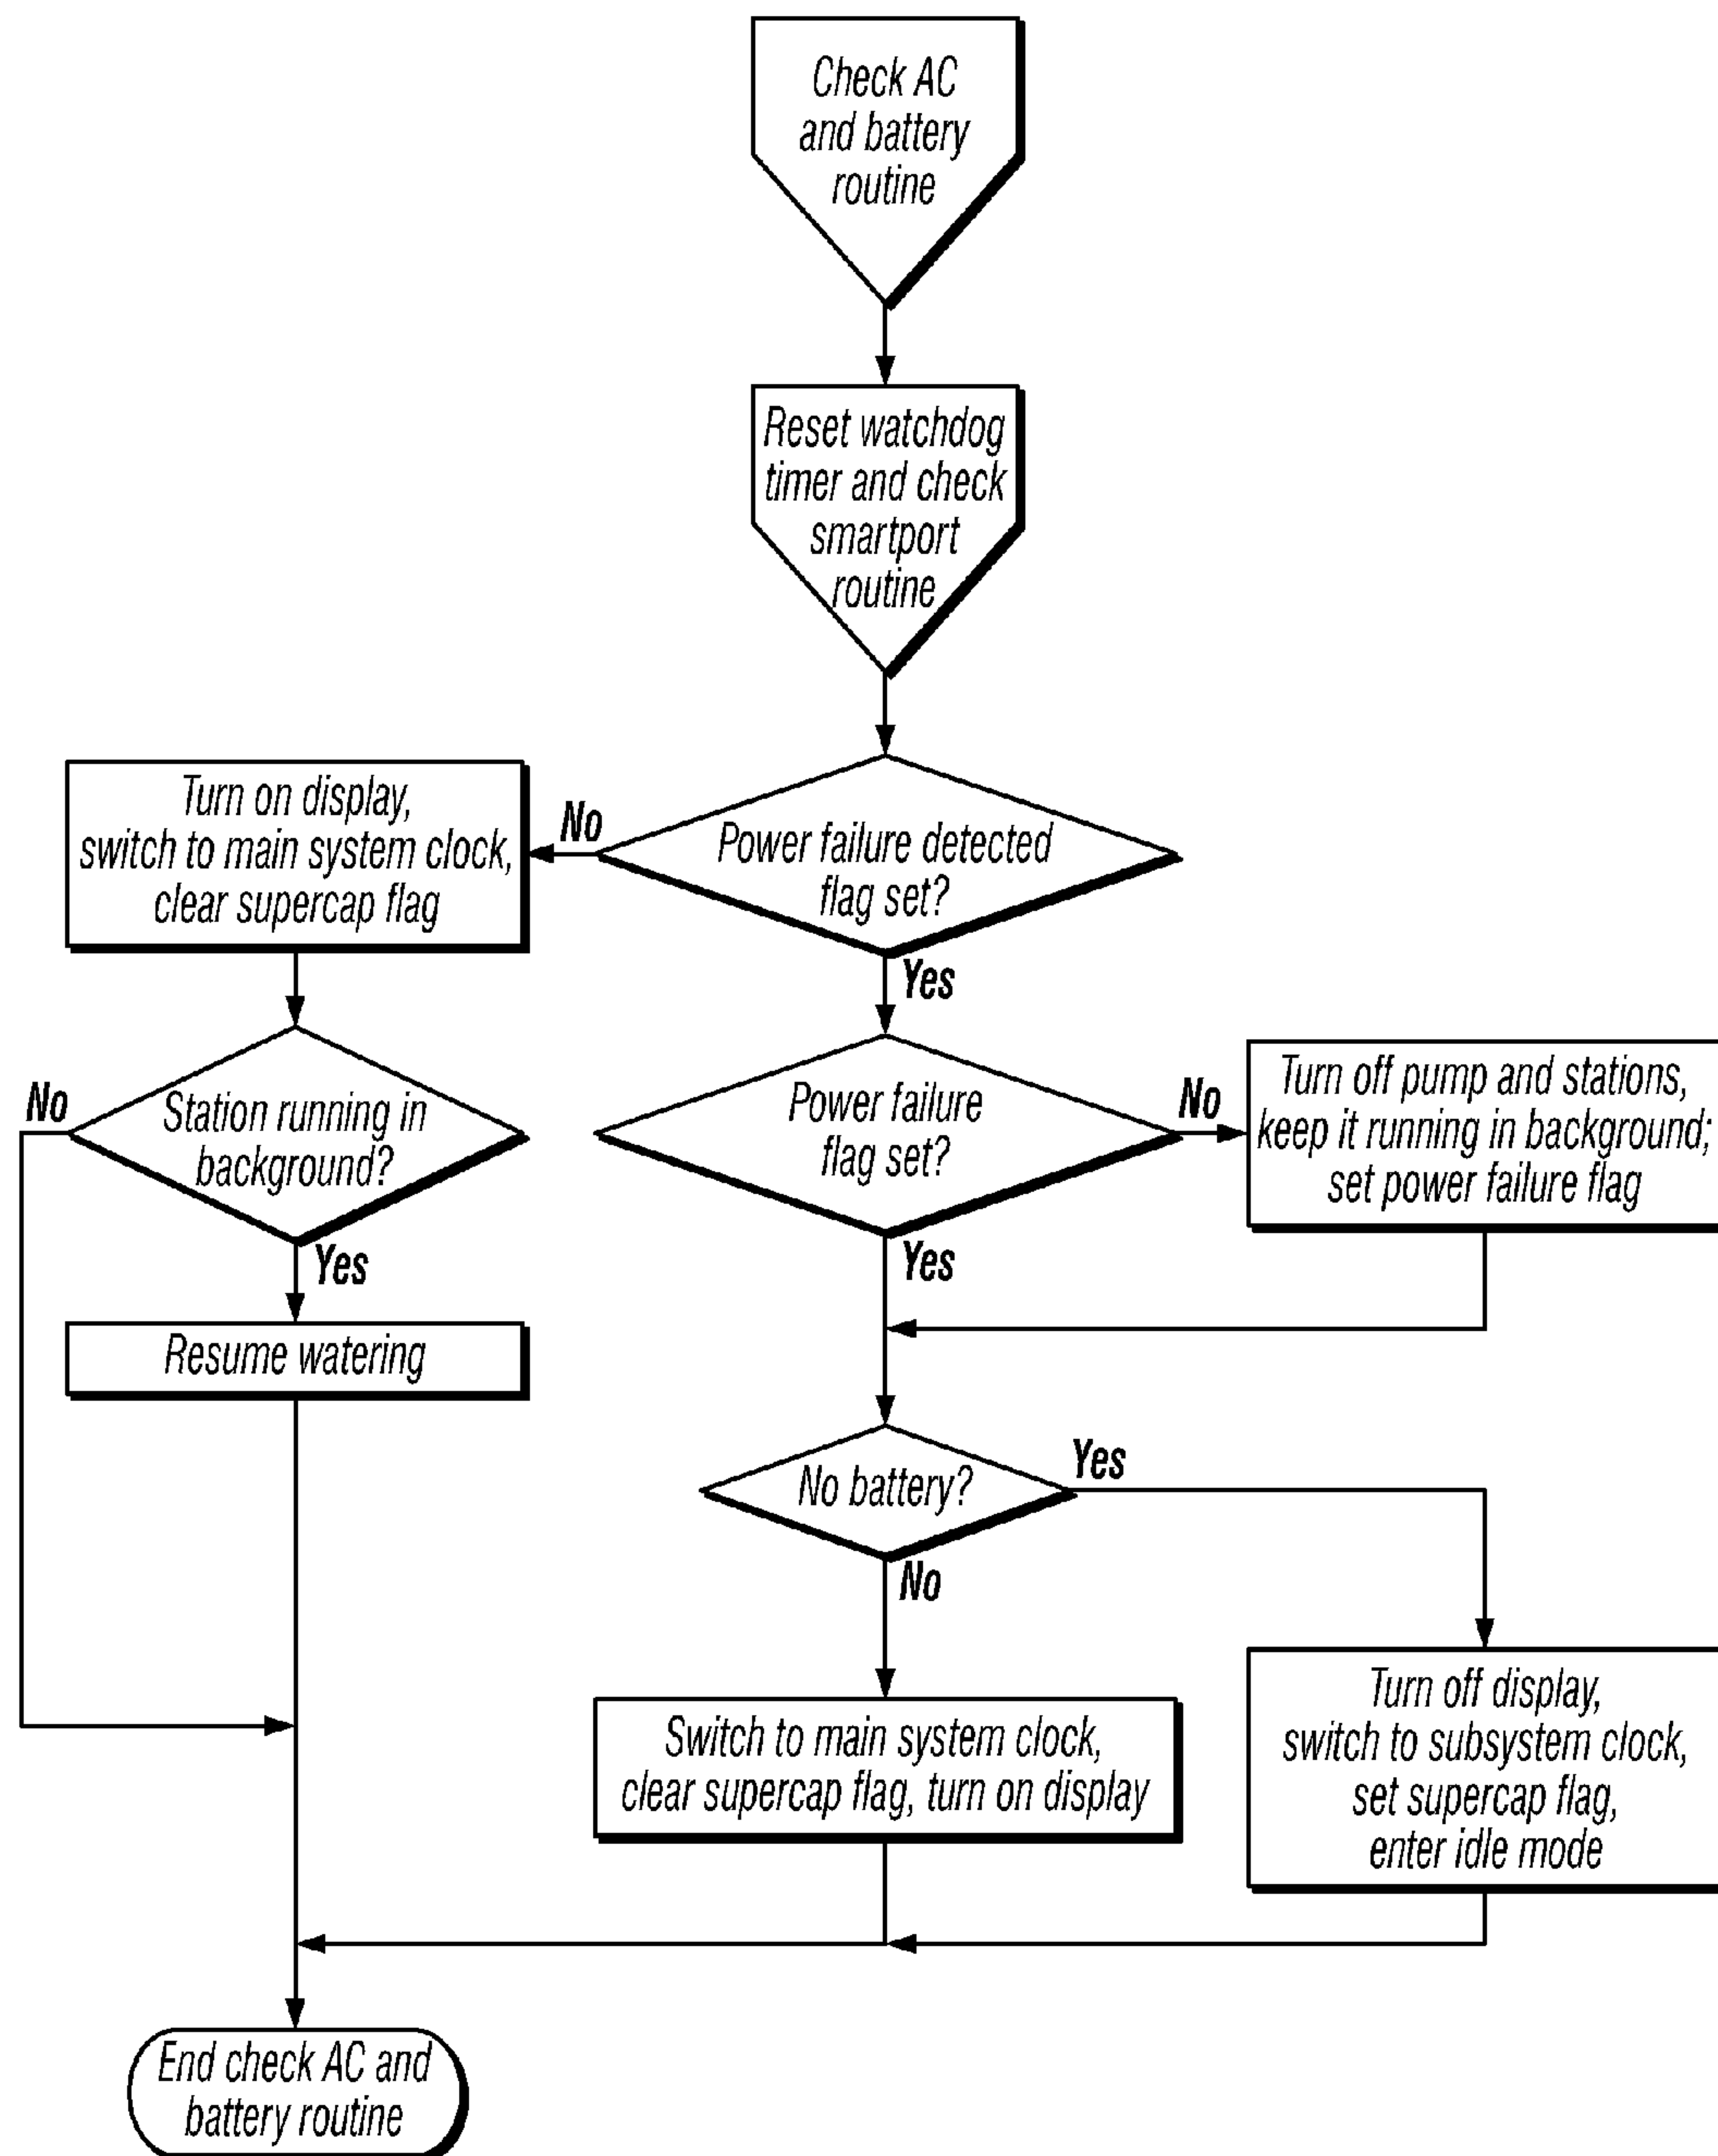 Check AC
and battery
routine
Reset watchdog
timer and check
smartport
routine
Turn on display,
switch to main system clock,
clear supercap flag
No
Power failure detected
flag set?
Yes
No
Station running in
background?
Yes
Power failure
flag set?
No
Yes
Turn off pump and stations,
keep it running in background;
set power failure flag
Resume watering
No battery?
Yes
No
Switch to main system clock,
clear supercap flag, turn on display
Turn off display,
switch to subsystem clock,
set supercap flag,
enter idle mode
End check AC and
battery routine